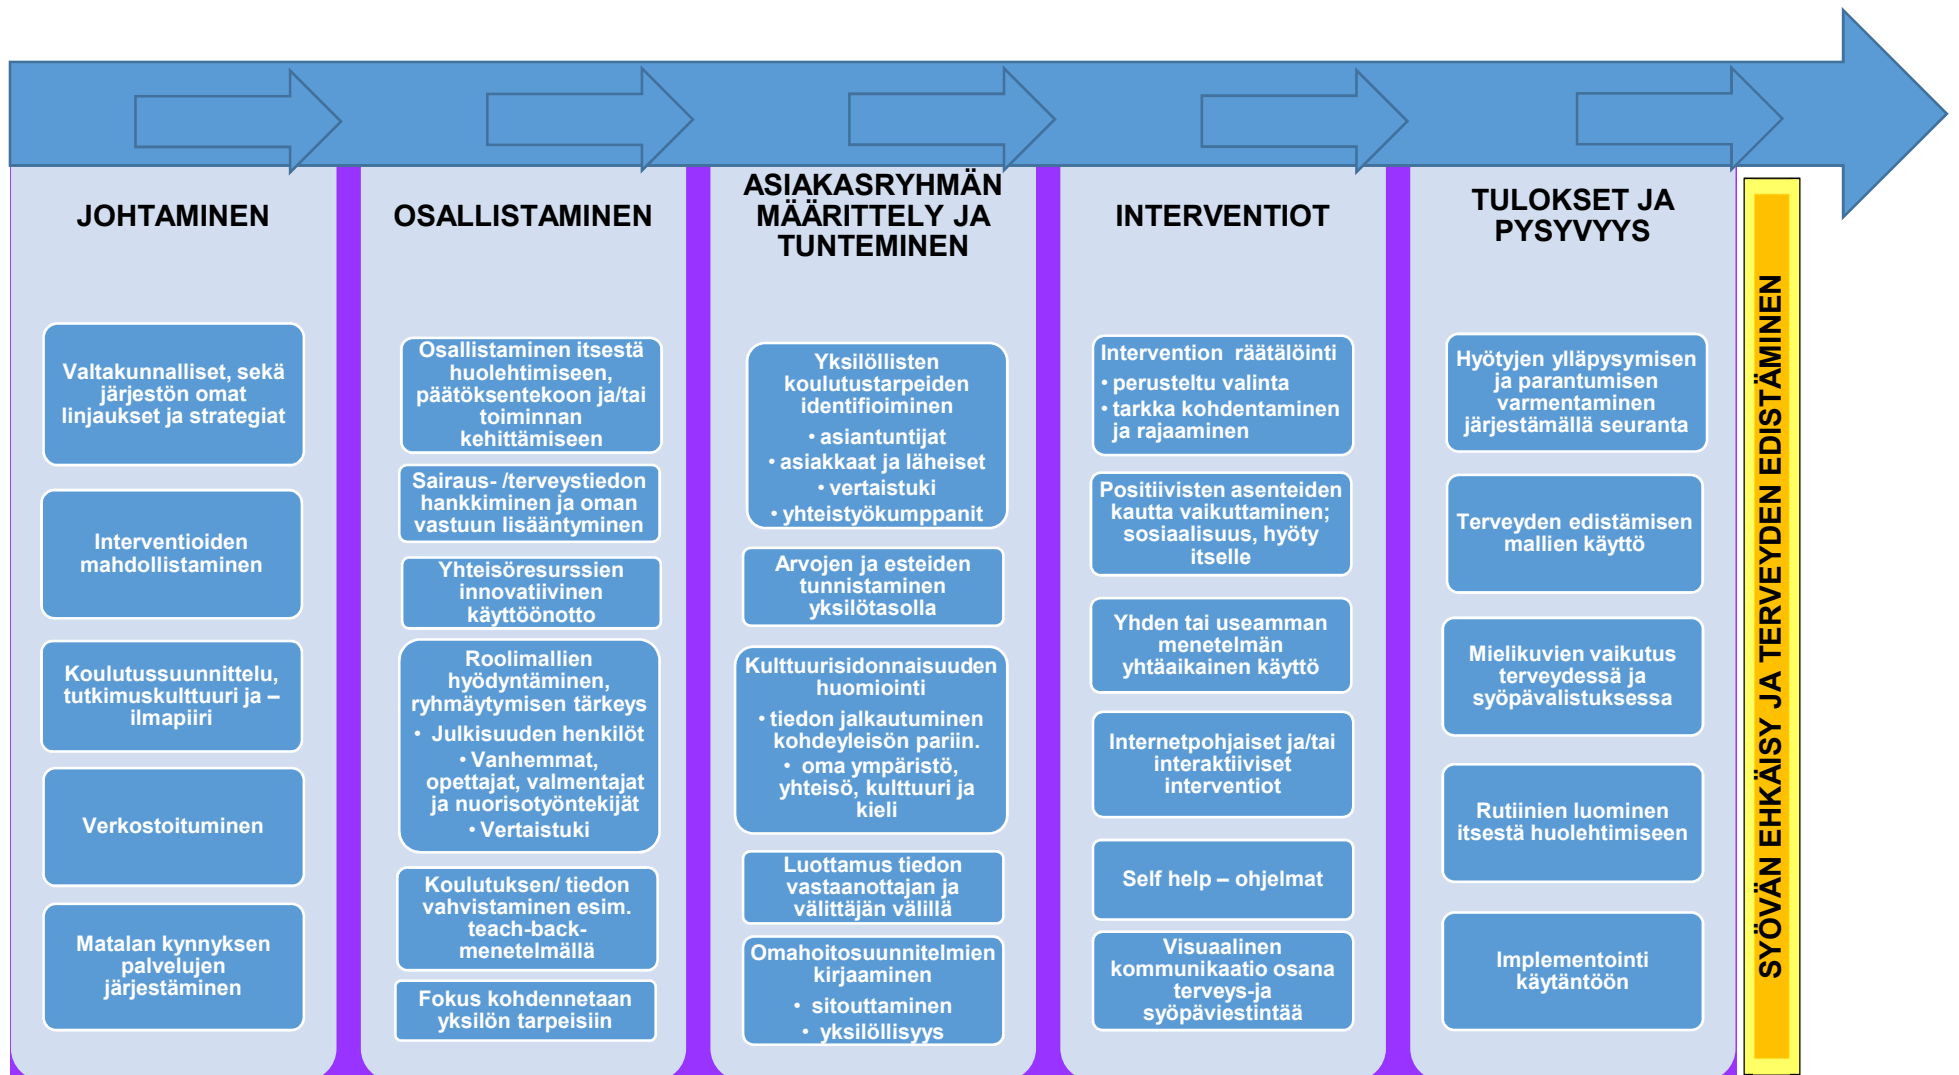 JOHTAMINEN
Valtakunnalliset, sekä
järjestön omat
linjaukset ja strategiat
Interventioiden
mahdollistaminen
Koulutussuunnittelu,
tutkimuskulttuuri ja –
ilmapiiri
Verkostoituminen
Matalan kynnyksen
palvelujen
järjestäminen
OSALLISTAMINEN
Osallistaminen itsestä
huolehtimiseen,
päätöksentekoon ja/tai
toiminnan
kehittämiseen
Sairaus- /terveystiedon
hankkiminen ja oman
vastuun lisääntyminen
Yhteisöresurssien
innovatiivinen
käyttöönotto
Roolimallien
hyödyntäminen,
ryhmäytymisen tärkeys
• Julkisuuden henkilöt
• Vanhemmat,
opettajat, valmentajat
ja nuorisotyöntekijät
• Vertaistuki
Koulutuksen/ tiedon
vahvistaminen esim.
teach-back-
menetelmällä
Fokus kohdennetaan
yksilön tarpeisiin
ASIAKASRYHMÄN
MÄÄRITTELY JA
TUNTEMINEN
Yksilöllisten
koulutustarpeiden
identifioiminen
• asiantuntijat
• asiakkaat ja läheiset
• vertaistuki
• yhteistyökumppanit
Arvojen ja esteiden
tunnistaminen
yksilötasolla
Kulttuurisidonnaisuuden
huomiointi
• tiedon jalkautuminen
kohdeyleisön pariin.
• oma ympäristö,
yhteisö, kulttuuri ja
kieli
Luottamus tiedon
vastaanottajan ja
välittäjän välillä
Omahoitosuunnitelmien
kirjaaminen
• sitouttaminen
• yksilöllisyys
INTERVENTIOT
Intervention räätälöinti
• perusteltu valinta
• tarkka kohdentaminen
ja rajaaminen
Positiivisten asenteiden
kautta vaikuttaminen;
sosiaalisuus, hyöty
itselle
Yhden tai useamman
menetelmän
yhtäaikainen käyttö
Internetpohjaiset ja/tai
interaktiiviset
interventiot
Self help – ohjelmat
Visuaalinen
kommunikaatio osana
terveys-ja
syöpäviestintää
TULOKSET JA
PYSYVYYS
Hyötyjen ylläpysymisen
ja parantumisen
varmentaminen
järjestämällä seuranta
Terveyden edistämisen
mallien käyttö
Mielikuvien vaikutus
terveydessä ja
syöpävalistuksessa
Rutiinien luominen
itsestä huolehtimiseen
Implementointi
käytäntöön
SYÖVÄN EHKÄISY JA TERVEYDEN EDISTÄMINEN